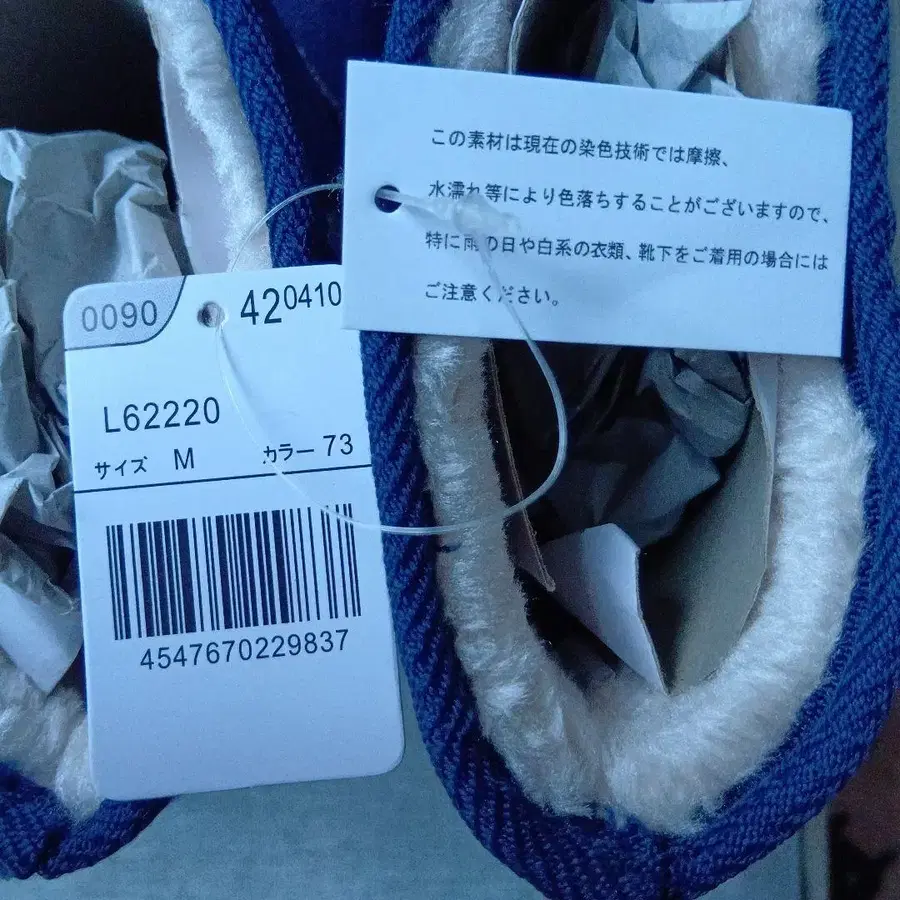 この素材は現在の染色技術では摩擦、
水濡れ等により色落ちすることがございますので、
特に雨の日や白系の衣類、靴下をご着用の場合には
ご注意ください。
0090
420410
L62220
サイズ M カラー 73
4547670229837